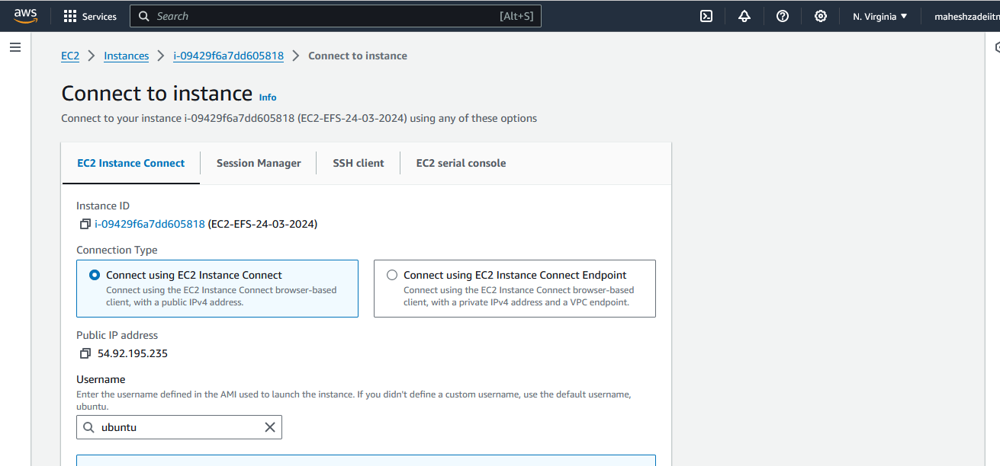 aws Services Search [Alt+S] N. Virginia maheshzadeiitn
EC2 Instances i-09429f6a7dd605818 Connect to instance
Connect to instance Info
Connect to your instance i-09429f6a7dd605818 (EC2-EFS-24-03-2024) using any of these options
EC2 Instance Connect Session Manager SSH client EC2 serial console
Instance ID
i-09429f6a7dd605818 (EC2-EFS-24-03-2024)
Connection Type
Connect using EC2 Instance Connect
Connect using the EC2 Instance Connect browser-based
client, with a public IPv4 address.
Connect using EC2 Instance Connect Endpoint
Connect using the EC2 Instance Connect browser-based
client, with a private IPv4 address and a VPC endpoint.
Public IP address
54.92.195.235
Username
Enter the username defined in the AMI used to launch the instance. If you didn't define a custom username, use the default username,
ubuntu.
ubuntu